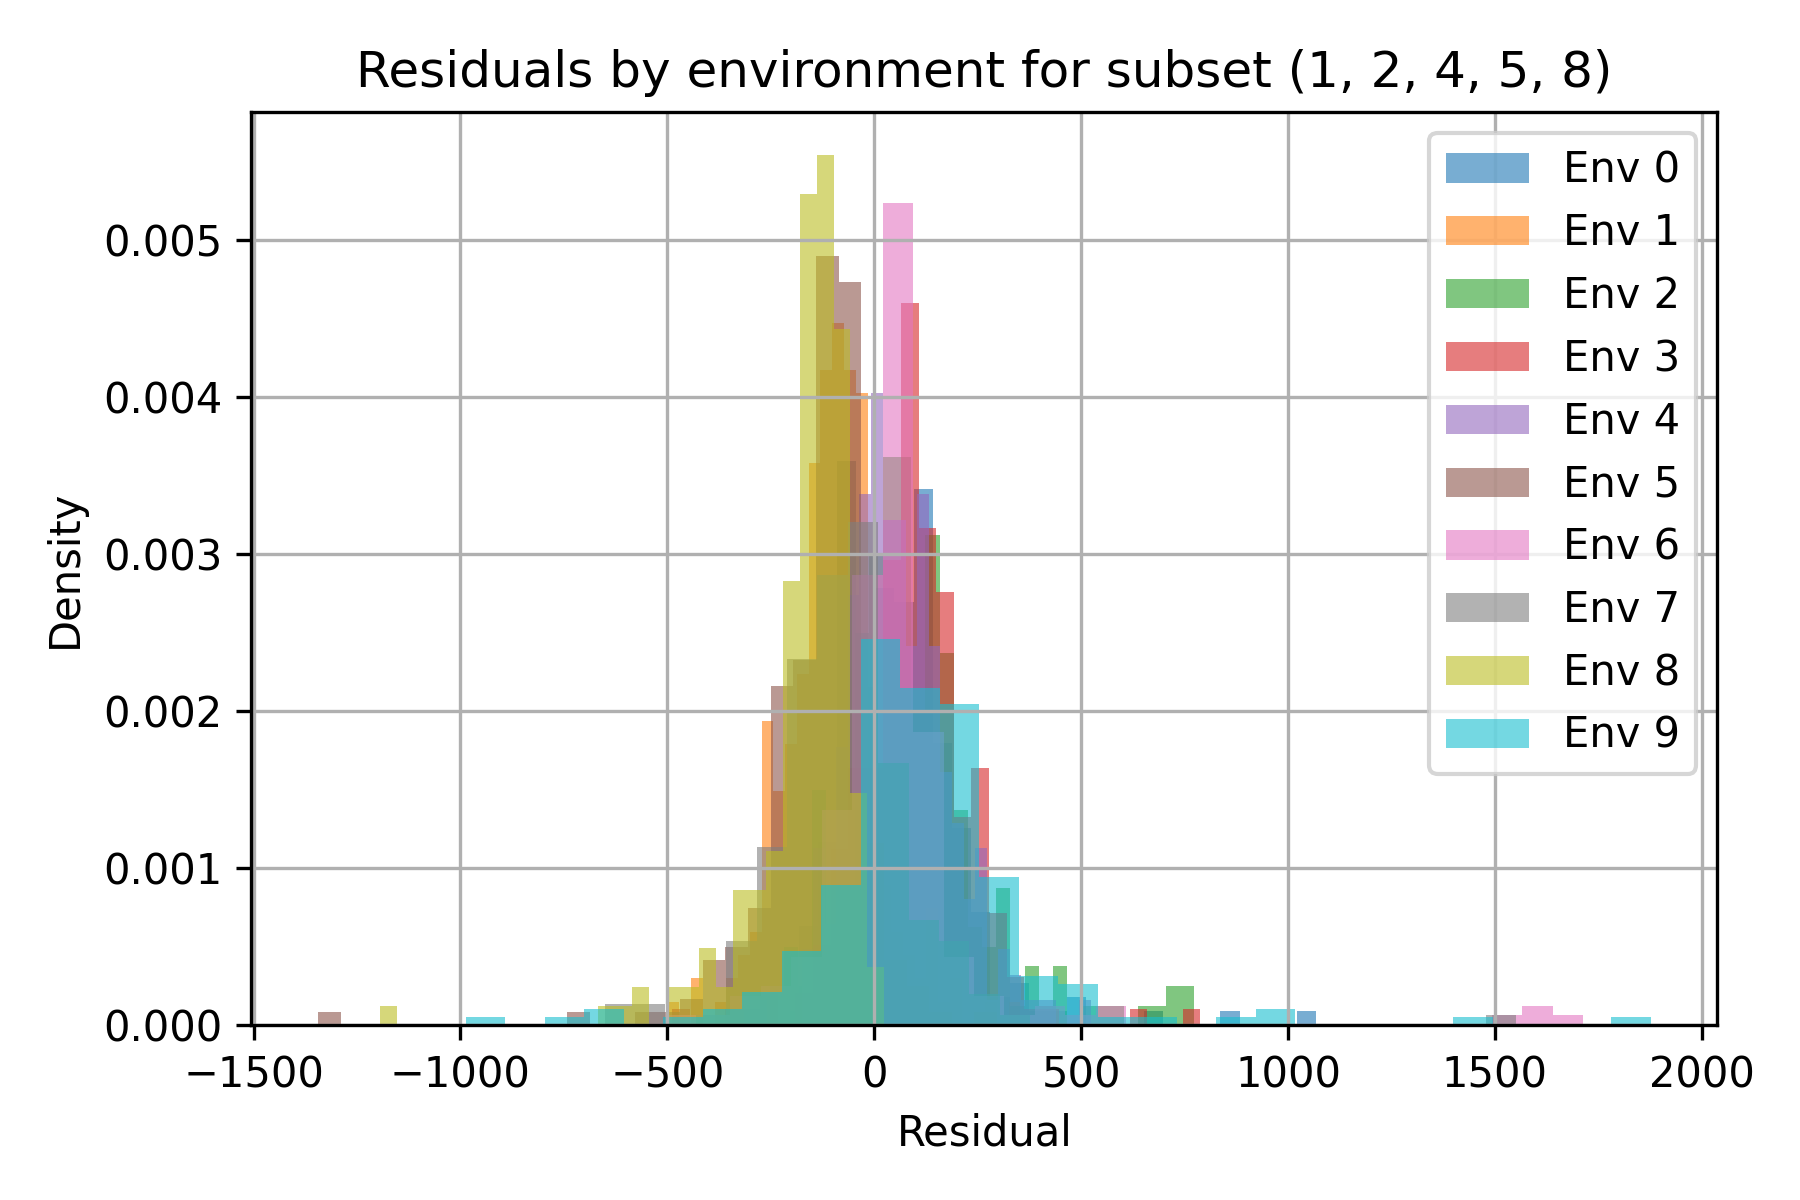 Residuals by environment for subset (1, 2, 4, 5, 8)
Density
0.005
0.004
0.003
0.002
0.001
0.000
−1500
−1000
−500
0
500
1000
1500
2000
Residual
Env 0
Env 1
Env 2
Env 3
Env 4
Env 5
Env 6
Env 7
Env 8
Env 9